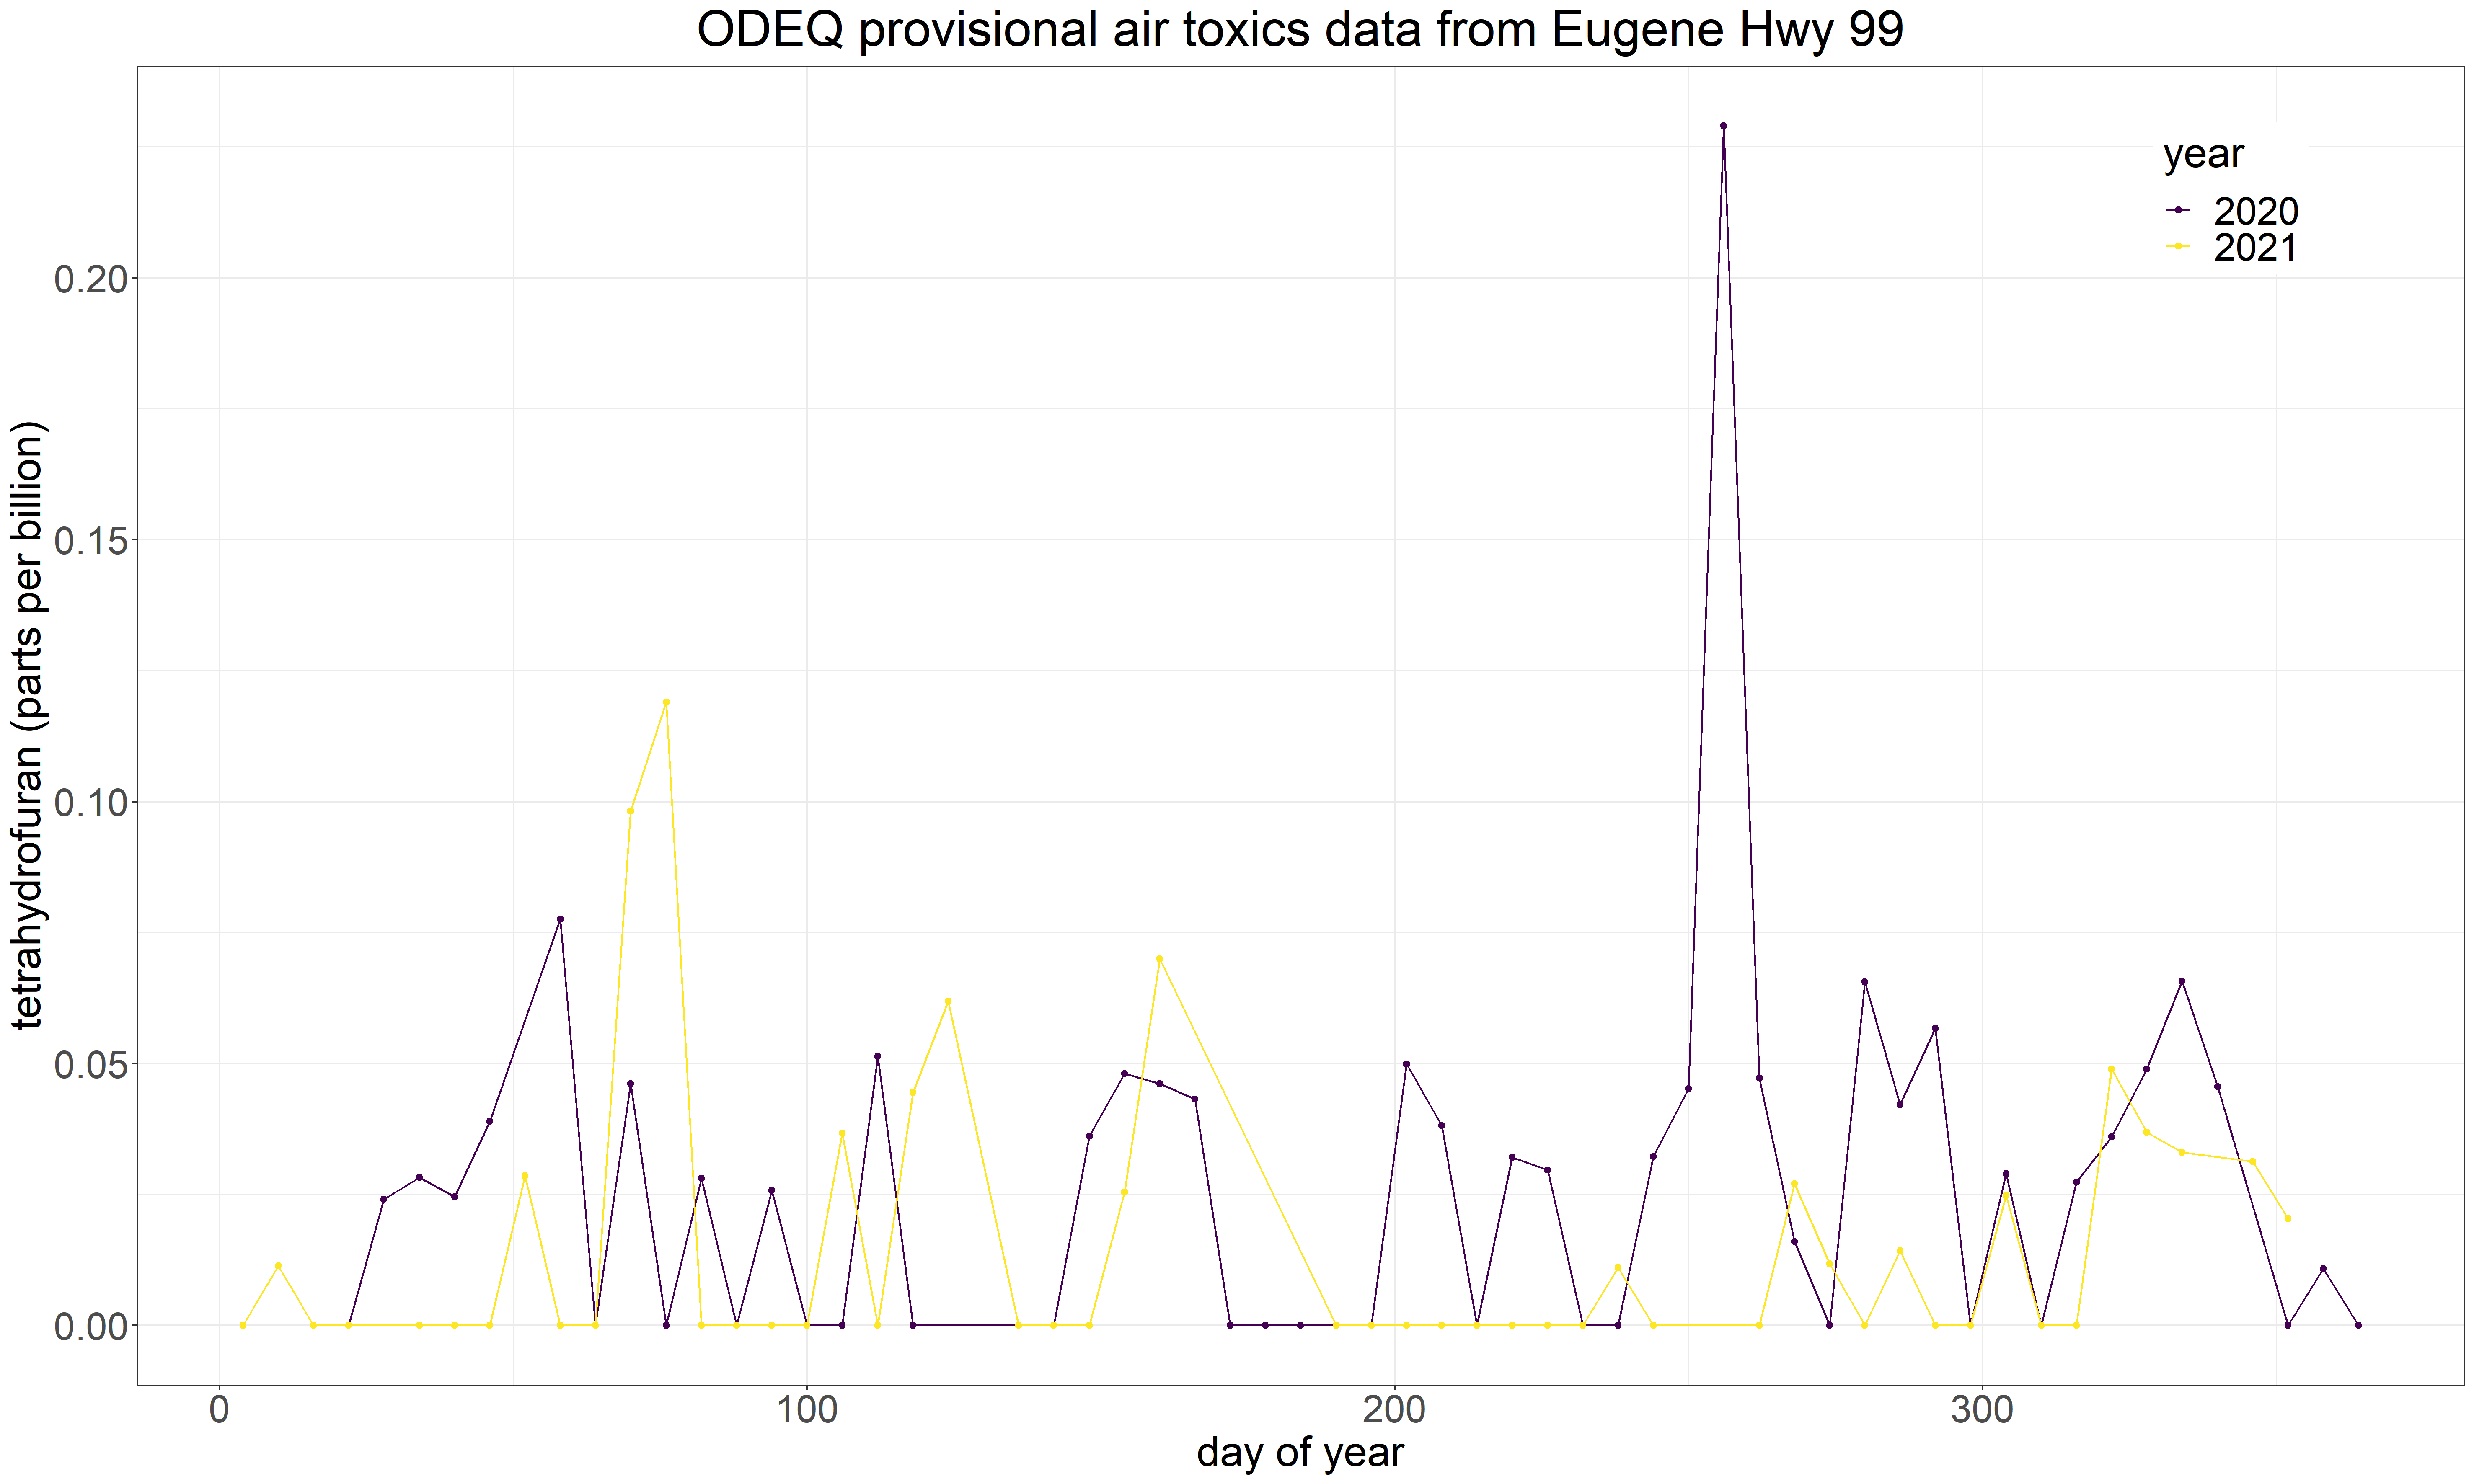 ODEQ provisional air toxics data from Eugene Hwy 99
year
2020
2021
0.20
0.15
0.10
0.05
0.00
tetrahydrofuran (parts per billion)
0 100 200 300
day of year